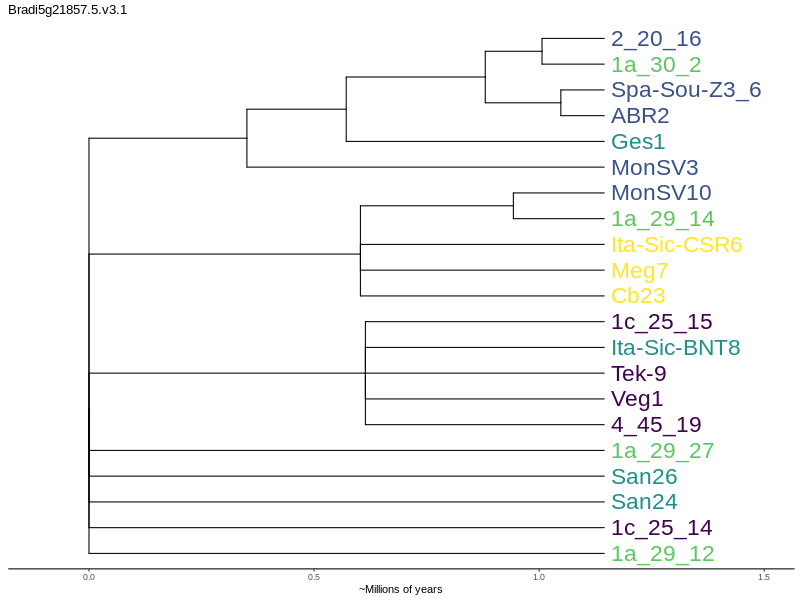 Bradi5g21857.5.v3.1
2_20_16
1a_30_2
Spa-Sou-Z3_6
ABR2
Ges1
MonSV3
MonSV10
1a_29_14
Ita-Sic-CSR6
Meg7
Cb23
1c_25_15
Ita-Sic-BNT8
Tek-9
Veg1
4_45_19
1a_29_27
San26
San24
1c_25_14
1a_29_12
0.0 0.5 1.0 1.5
~Millions of years